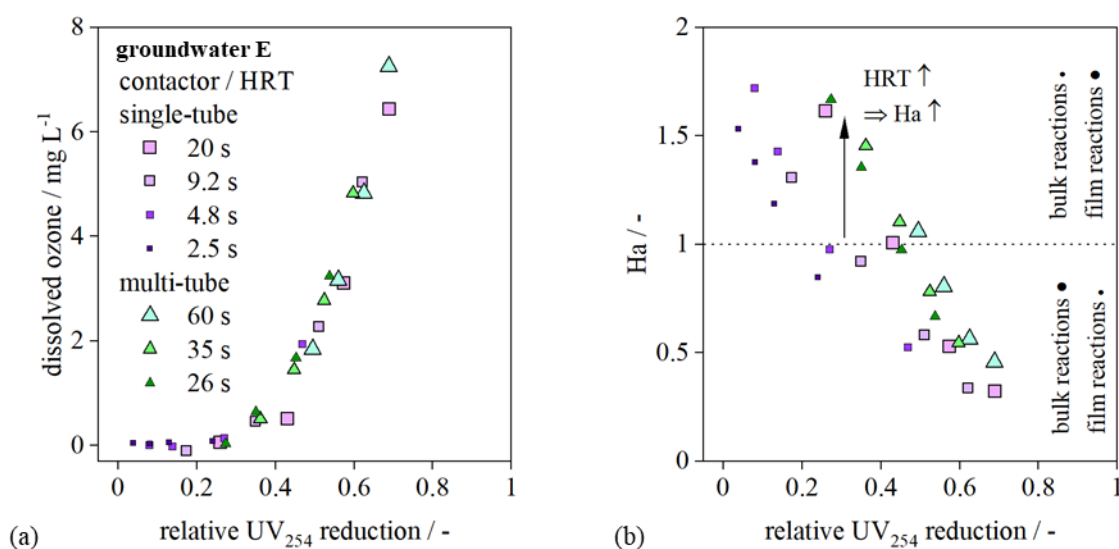 groundwater E
contactor / HRT
single-tube
20 s
9.2 s
4.8 s
2.5 s
multi-tube
60 s
35 s
26 s
8
6
4
2
0
dissolved ozone / mg L⁻¹
0
0.2
0.4
0.6
0.8
1
relative UV₂₅₄ reduction / -
(a)
(b)
2
1.5
1
0.5
0
Ha / -
HRT ↑
⇒ Ha ↑
bulk reactions •
film reactions ●
bulk reactions ●
film reactions •
0
0.2
0.4
0.6
0.8
1
relative UV₂₅₄ reduction / -